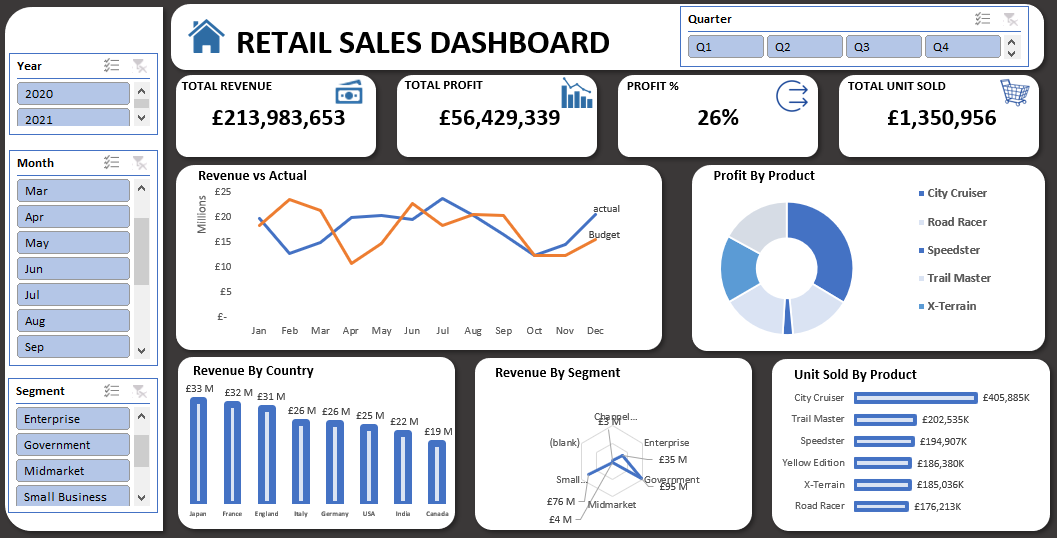 RETAIL SALES DASHBOARD
Quarter
Q1
Q2
Q3
Q4
Year
2020
2021
Month
Mar
Apr
May
Jun
Jul
Aug
Sep
Segment
Enterprise
Government
Midmarket
Small Business
TOTAL REVENUE
£213,983,653
TOTAL PROFIT
£56,429,339
PROFIT %
26%
TOTAL UNIT SOLD
£1,350,956
Revenue vs Actual
Millions
£25
£20
£15
£10
£5
£-
Jan Feb Mar Apr May Jun Jul Aug Sep Oct Nov Dec
actual
Budget
Profit By Product
City Cruiser
Road Racer
Speedster
Trail Master
X-Terrain
Revenue By Country
£33 M £32 M £31 M £26 M £26 M £25 M £22 M £19 M
Japan France England Italy Germany USA India Canada
Revenue By Segment
Channel...
£3 M
(blank)
Enterprise
£35 M
Small...
Government
£95 M
£76 M
Midmarket
£4 M
Unit Sold By Product
City Cruiser £405,885K
Trail Master £202,535K
Speedster £194,907K
Yellow Edition £186,380K
X-Terrain £185,036K
Road Racer £176,213K